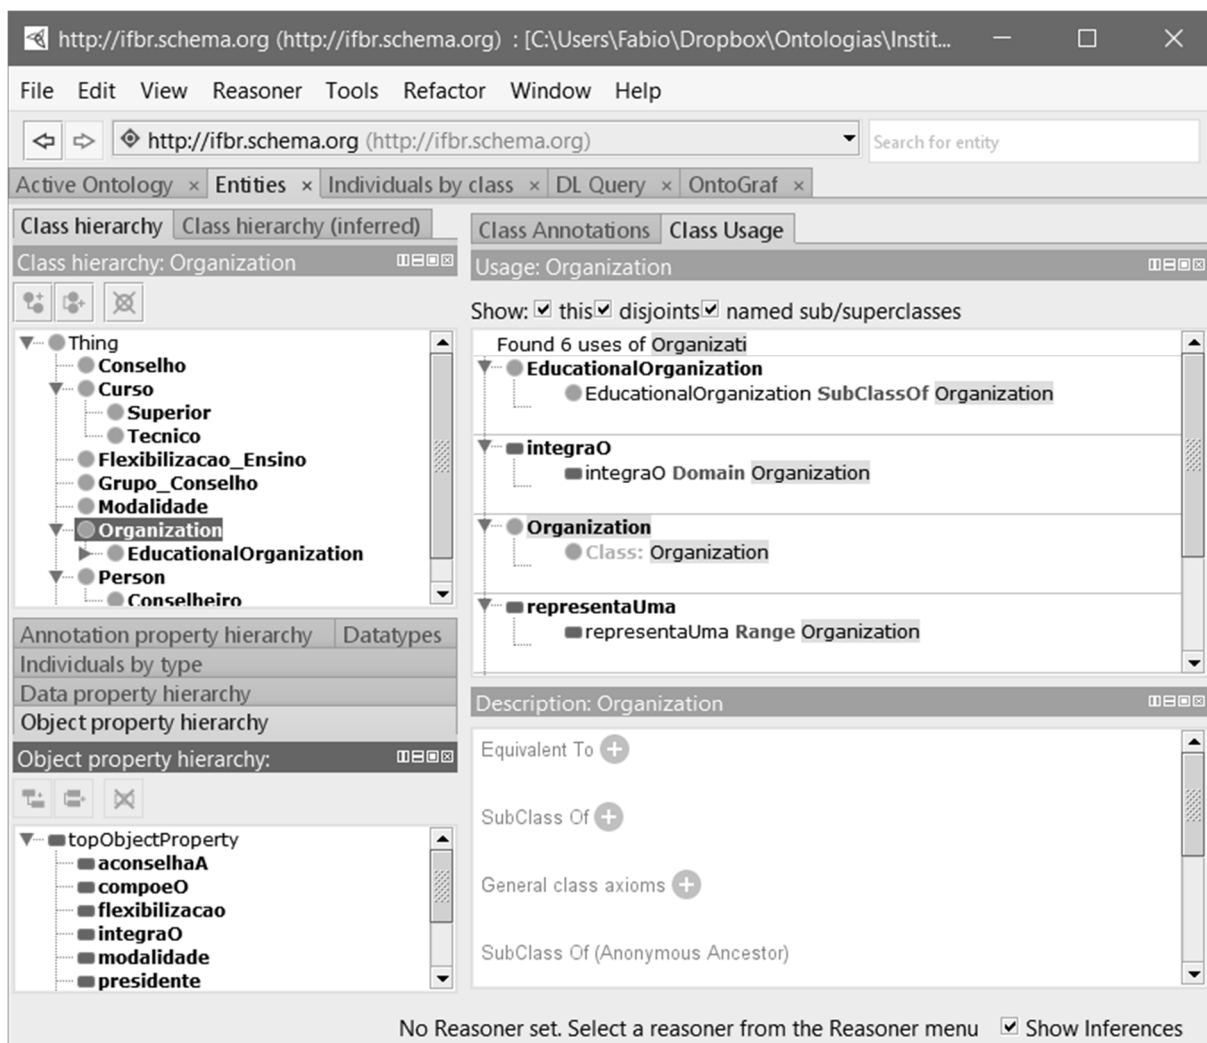 http://ifbr.schema.org (http://ifbr.schema.org) : [C:\Users\Fabio\Dropbox\Ontologias\Instit...
File Edit View Reasoner Tools Refactor Window Help
http://ifbr.schema.org (http://ifbr.schema.org)
Search for entity
Active Ontology × Entities × Individuals by class × DL Query × OntoGraf ×
Class hierarchy Class hierarchy (inferred)
Class hierarchy: Organization
Thing
Conselho
Curso
Superior
Tecnico
Flexibilizacao_Ensino
Grupo_Conselho
Modalidade
Organization
EducationalOrganization
Person
Conselheiro
Annotation property hierarchy Datatypes
Individuals by type
Data property hierarchy
Object property hierarchy
Object property hierarchy:
topObjectProperty
aconselhaA
compoeO
flexibilizacao
integraO
modalidade
presidente
Class Annotations Class Usage
Usage: Organization
Show: this disjoints named sub/superclasses
Found 6 uses of Organizati
EducationalOrganization
EducationalOrganization SubClassOf Organization
integraO
integraO Domain Organization
Organization
Class: Organization
representaUma
representaUma Range Organization
Description: Organization
Equivalent To
SubClass Of
General class axioms
SubClass Of (Anonymous Ancestor)
No Reasoner set. Select a reasoner from the Reasoner menu Show Inferences